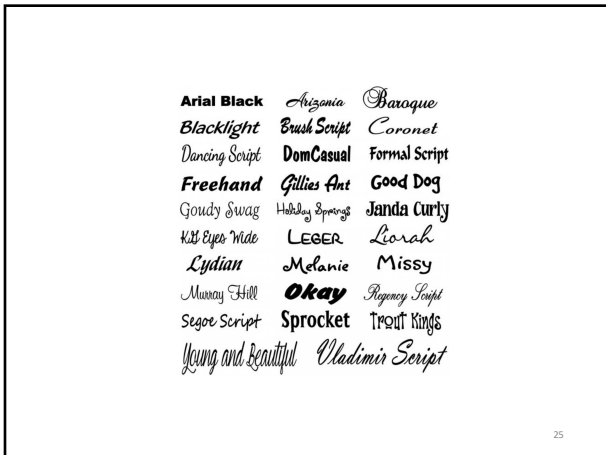 Arial Black Arizonia Baroque
Blacklight Brush Script Coronet
Dancing Script DomCasual Formal Script
Freehand Gillies Ant Good Dog
Goudy Swag Holiday Springs Janda Curly
KG Eyes Wide LEGER Liorah
Lydian Melanie Missy
Murray Hill Okay Regency Script
Segoe Script Sprocket Trout Kings
Young and Beautiful Vladimir Script
25